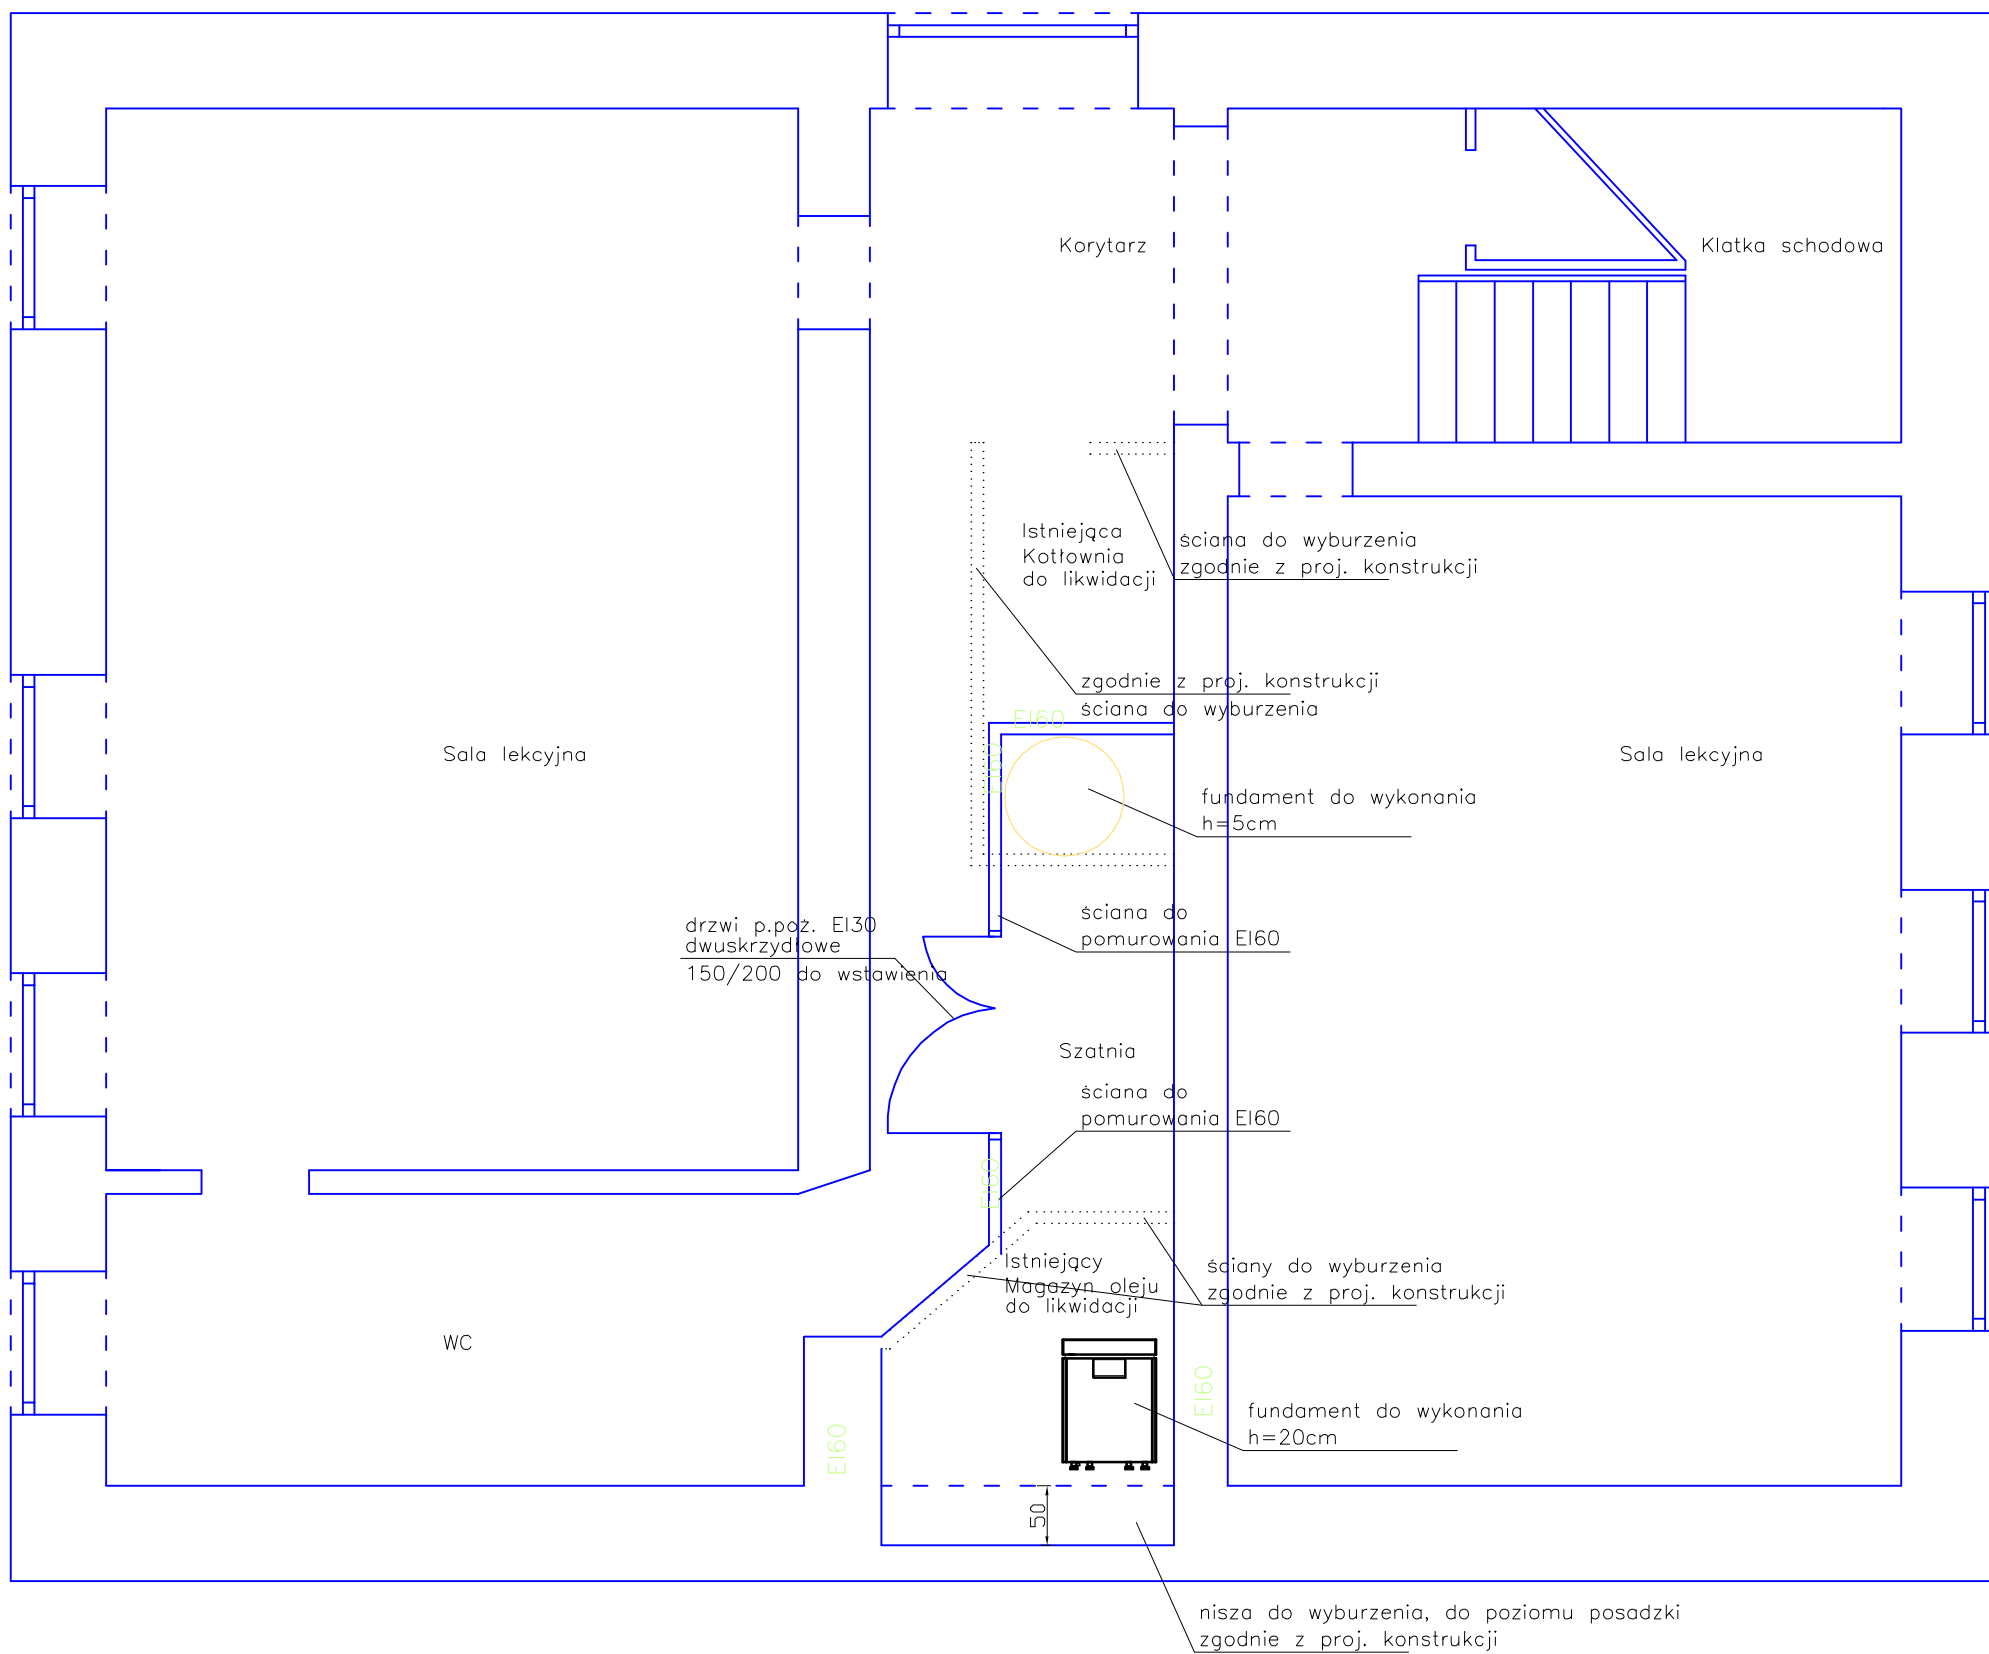 Korytarz
Klatka schodowa
Istniejąca
Kotłownia
do likwidacji
ściana do wyburzenia
zgodnie z proj. konstrukcji
zgodnie z proj. konstrukcji
ściana do wyburzenia
EI60
EI60
Sala lekcyjna
Sala lekcyjna
fundament do wykonania
h=5cm
ściana do
pomurowania EI60
drzwi p.poż. EI30
dwuskrzydłowe
150/200 do wstawienia
Szatnia
ściana do
pomurowania EI60
EI60
Istniejący
Magazyn oleju
do likwidacji
ściany do wyburzenia
zgodnie z proj. konstrukcji
WC
EI60
EI60
fundament do wykonania
h=20cm
50
nisza do wyburzenia, do poziomu posadzki
zgodnie z proj. konstrukcji